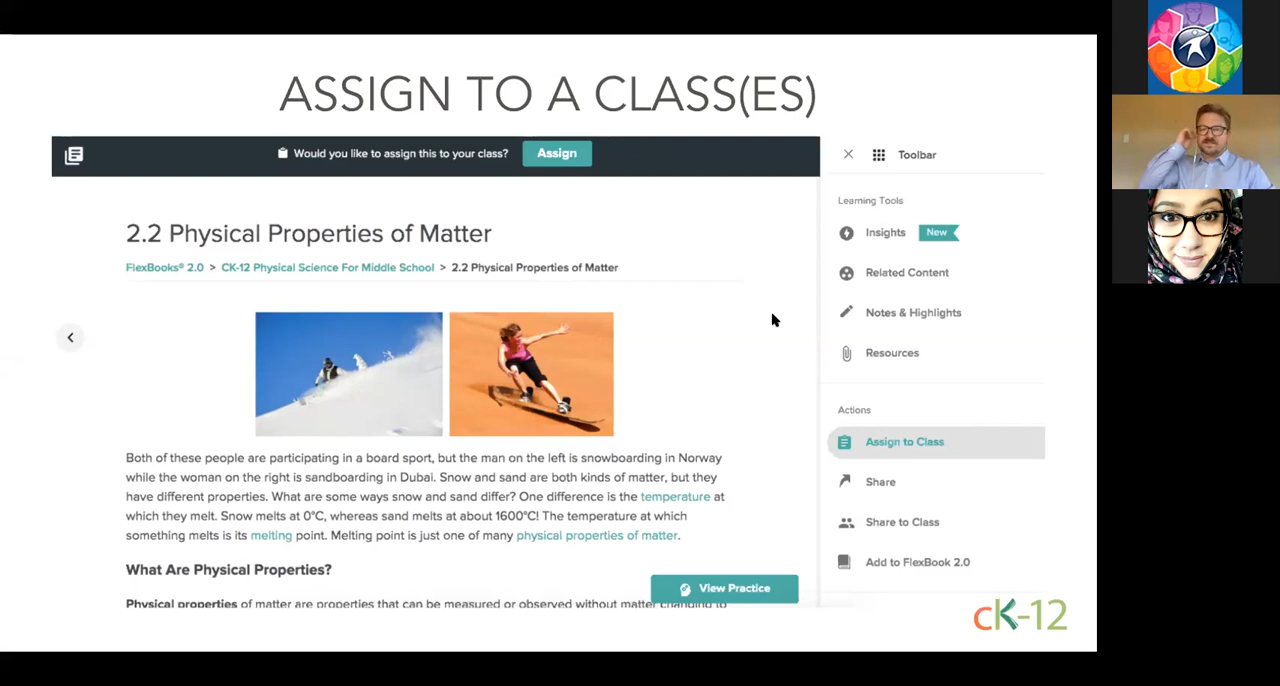 ASSIGN TO A CLASS(ES)
Would you like to assign this to your class? Assign
Toolbar
2.2 Physical Properties of Matter
FlexBooks® 2.0 > CK-12 Physical Science For Middle School > 2.2 Physical Properties of Matter
Both of these people are participating in a board sport, but the man on the left is snowboarding in Norway
while the woman on the right is sandboarding in Dubai. Snow and sand are both kinds of matter, but they
have different properties. What are some ways snow and sand differ? One difference is the temperature at
which they melt. Snow melts at 0°C, whereas sand melts at about 1600°C! The temperature at which
something melts is its melting point. Melting point is just one of many physical properties of matter.
What Are Physical Properties?
Physical properties of matter are properties that can be measured or observed without matter changing to
View Practice
Learning Tools
Insights New
Related Content
Notes & Highlights
Resources
Actions
Assign to Class
Share
Share to Class
Add to FlexBook 2.0
cK-12